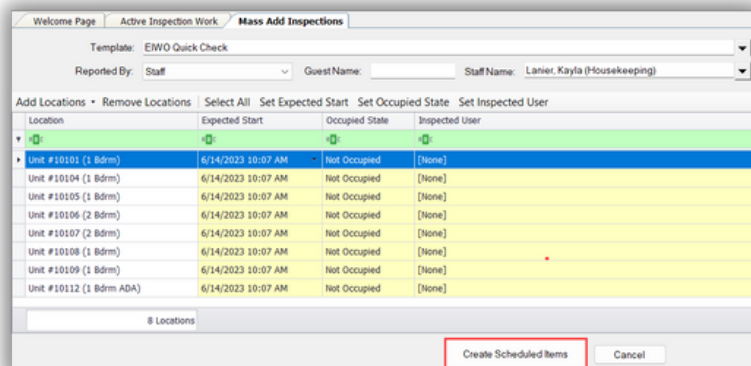 Welcome Page Active Inspection Work Mass Add Inspections
Template: EIWO Quick Check
Reported By: Staff Guest Name: Staff Name: Lanier, Kayla (Housekeeping)
Add Locations Remove Locations Select All Set Expected Start Set Occupied State Set Inspected User
Location Expected Start Occupied State Inspected User
Unit #10101 (1 Bdrm) 6/14/2023 10:07 AM Not Occupied [None]
Unit #10104 (1 Bdrm) 6/14/2023 10:07 AM Not Occupied [None]
Unit #10105 (1 Bdrm) 6/14/2023 10:07 AM Not Occupied [None]
Unit #10106 (2 Bdrm) 6/14/2023 10:07 AM Not Occupied [None]
Unit #10107 (2 Bdrm) 6/14/2023 10:07 AM Not Occupied [None]
Unit #10108 (1 Bdrm) 6/14/2023 10:07 AM Not Occupied [None]
Unit #10109 (1 Bdrm) 6/14/2023 10:07 AM Not Occupied [None]
Unit #10112 (1 Bdrm ADA) 6/14/2023 10:07 AM Not Occupied [None]
8 Locations
Create Scheduled Items Cancel